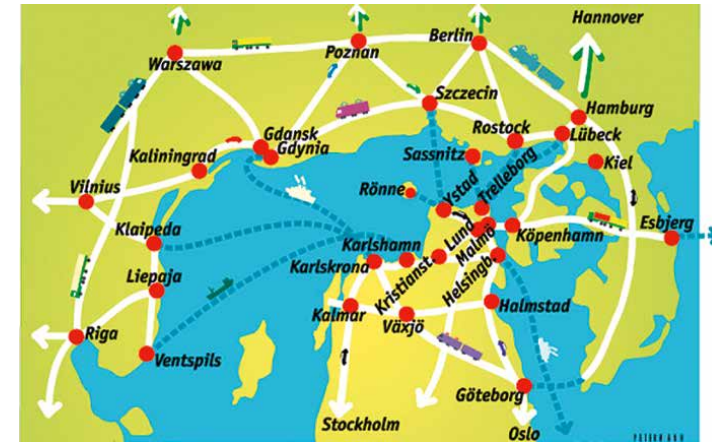 Hannover
Berlin
Poznan
Warszawa
Szczecin
Hamburg
Rostock
Lübeck
Gdansk
Gdynia
Sassnitz
Kiel
Kaliningrad
Rönne
Ystad
Trelleborg
Vilnius
Klaipeda
Karlshamn
Lund
Malmö
Köpenhamn
Esbjerg
Liepaja
Karlskrona
Kristianst.
Helsingb.
Kalmar
Växjö
Halmstad
Riga
Ventspils
Göteborg
Stockholm
Oslo